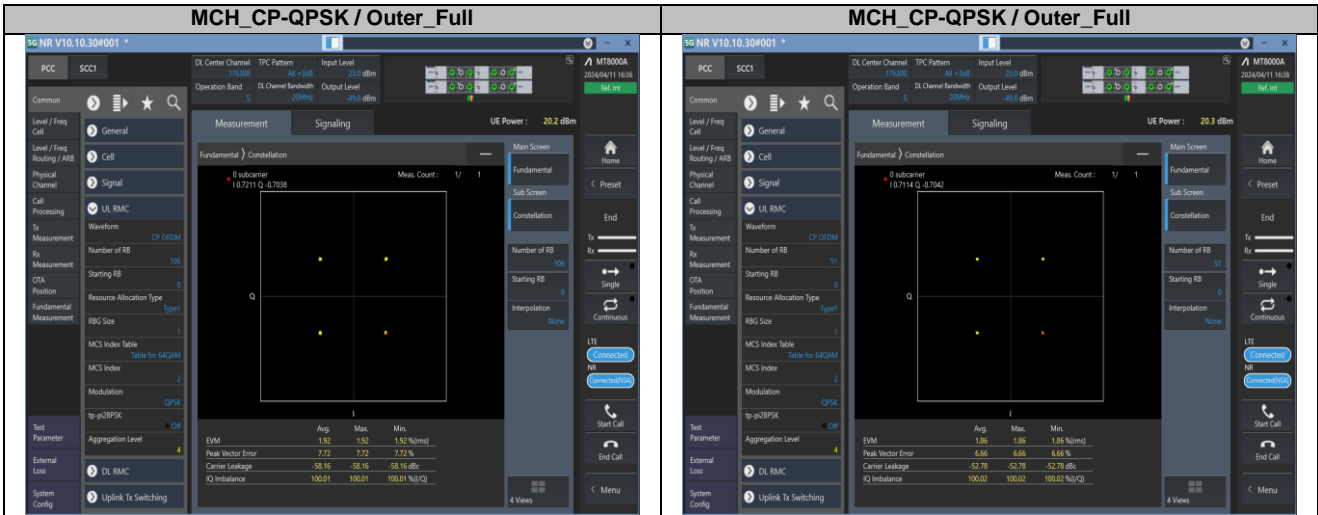 MCH_CP-QPSK / Outer_Full
5G NR V10.10.30#001 *
PCC SCC1
DL Center Channel TPC Pattern Input Level
176300 All +3dB 23.0 dBm
Operation Band DL Channel Bandwidth Output Level
5 20MHz -49.8 dBm
MT8000A
2024/04/11 16:36
Ref. Int
Common
Level / Freq
Cell
Level / Freq
Routing / ARB
Physical
Channel
Call
Processing
Tx
Measurement
Rx
Measurement
OTA
Position
Fundamental
Measurement
Test
Parameter
External
Loss
System
Config
General
Cell
Signal
UL RMC
Waveform
CP OFDM
Number of RB
106
Starting RB
0
Resource Allocation Type
Type1
RBG Size
1
MCS Index Table
Table for 64QAM
MCS Index
2
Modulation
QPSK
tp-pi2BPSK
Off
Aggregation Level
4
DL RMC
Uplink Tx Switching
Measurement Signaling
UE Power : 20.2 dBm
Fundamental 〉 Constellation
0 subcarrier Meas. Count : 1/ 1
I 0.7211 Q -0.7038
Q
I
Avg. Max. Min.
EVM 1.92 1.92 1.92 %(rms)
Peak Vector Error 7.72 7.72 7.72 %
Carrier Leakage -58.16 -58.16 -58.16 dBc
IQ Imbalance 100.01 100.01 100.01 %(I/Q)
Main Screen
Fundamental
Sub Screen
Constellation
Number of RB
106
Starting RB
0
Interpolation
None
4 Views
Home
Preset
End
Tx
Rx
Single
Continuous
LTE
Connected
NR
Connected(NSA)
Start Call
End Call
Menu
MCH_CP-QPSK / Outer_Full
5G NR V10.10.30#001 *
PCC SCC1
DL Center Channel TPC Pattern Input Level
176300 All +3dB 23.0 dBm
Operation Band DL Channel Bandwidth Output Level
5 20MHz -49.8 dBm
MT8000A
2024/04/11 16:38
Ref. Int
Common
Level / Freq
Cell
Level / Freq
Routing / ARB
Physical
Channel
Call
Processing
Tx
Measurement
Rx
Measurement
OTA
Position
Fundamental
Measurement
Test
Parameter
External
Loss
System
Config
General
Cell
Signal
UL RMC
Waveform
CP OFDM
Number of RB
51
Starting RB
0
Resource Allocation Type
Type1
RBG Size
1
MCS Index Table
Table for 64QAM
MCS Index
2
Modulation
QPSK
tp-pi2BPSK
Off
Aggregation Level
4
DL RMC
Uplink Tx Switching
Measurement Signaling
UE Power : 20.3 dBm
Fundamental 〉 Constellation
0 subcarrier Meas. Count : 1/ 1
I 0.7114 Q -0.7042
Q
I
Avg. Max. Min.
EVM 1.86 1.86 1.86 %(rms)
Peak Vector Error 6.66 6.66 6.66 %
Carrier Leakage -52.78 -52.78 -52.78 dBc
IQ Imbalance 100.02 100.02 100.02 %(I/Q)
Main Screen
Fundamental
Sub Screen
Constellation
Number of RB
51
Starting RB
0
Interpolation
None
4 Views
Home
Preset
End
Tx
Rx
Single
Continuous
LTE
Connected
NR
Connected(NSA)
Start Call
End Call
Menu